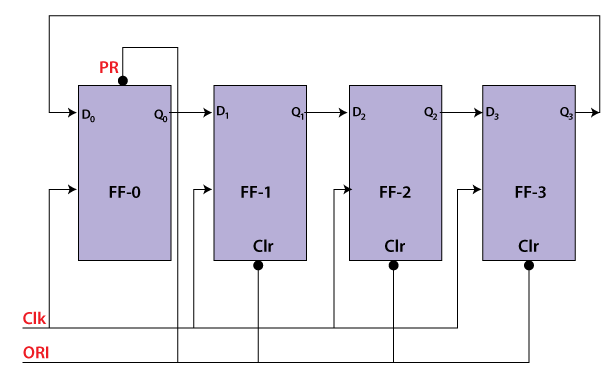 PR
D₀ Q₀ D₁ Q₁ D₂ Q₂ D₃ Q₃
FF-0 FF-1 FF-2 FF-3
Clr Clr Clr
Clk
ORI